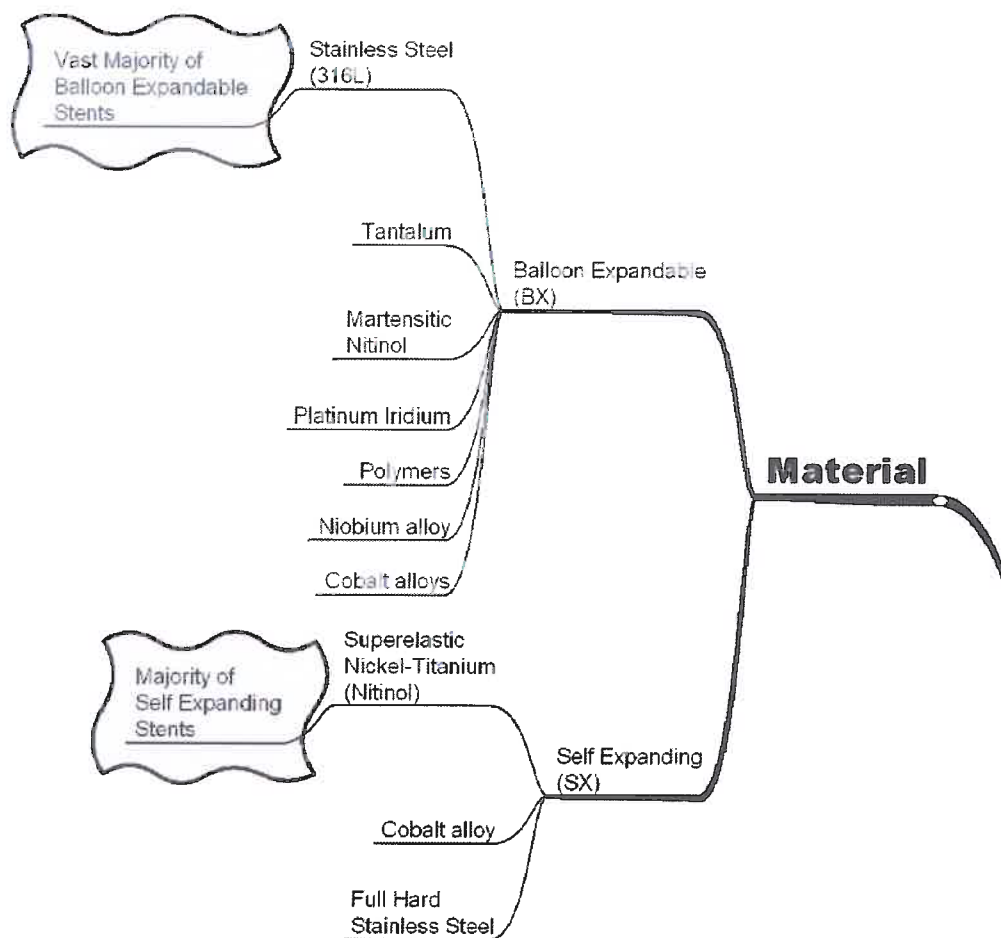 Vast Majority of
Balloon Expandable
Stents
Stainless Steel
(316L)
Tantalum
Martensitic
Nitinol
Platinum Iridium
Polymers
Niobium alloy
Cobalt alloys
Balloon Expandable
(BX)
Material
Majority of
Self Expanding
Stents
Superelastic
Nickel-Titanium
(Nitinol)
Cobalt alloy
Full Hard
Stainless Steel
Self Expanding
(SX)